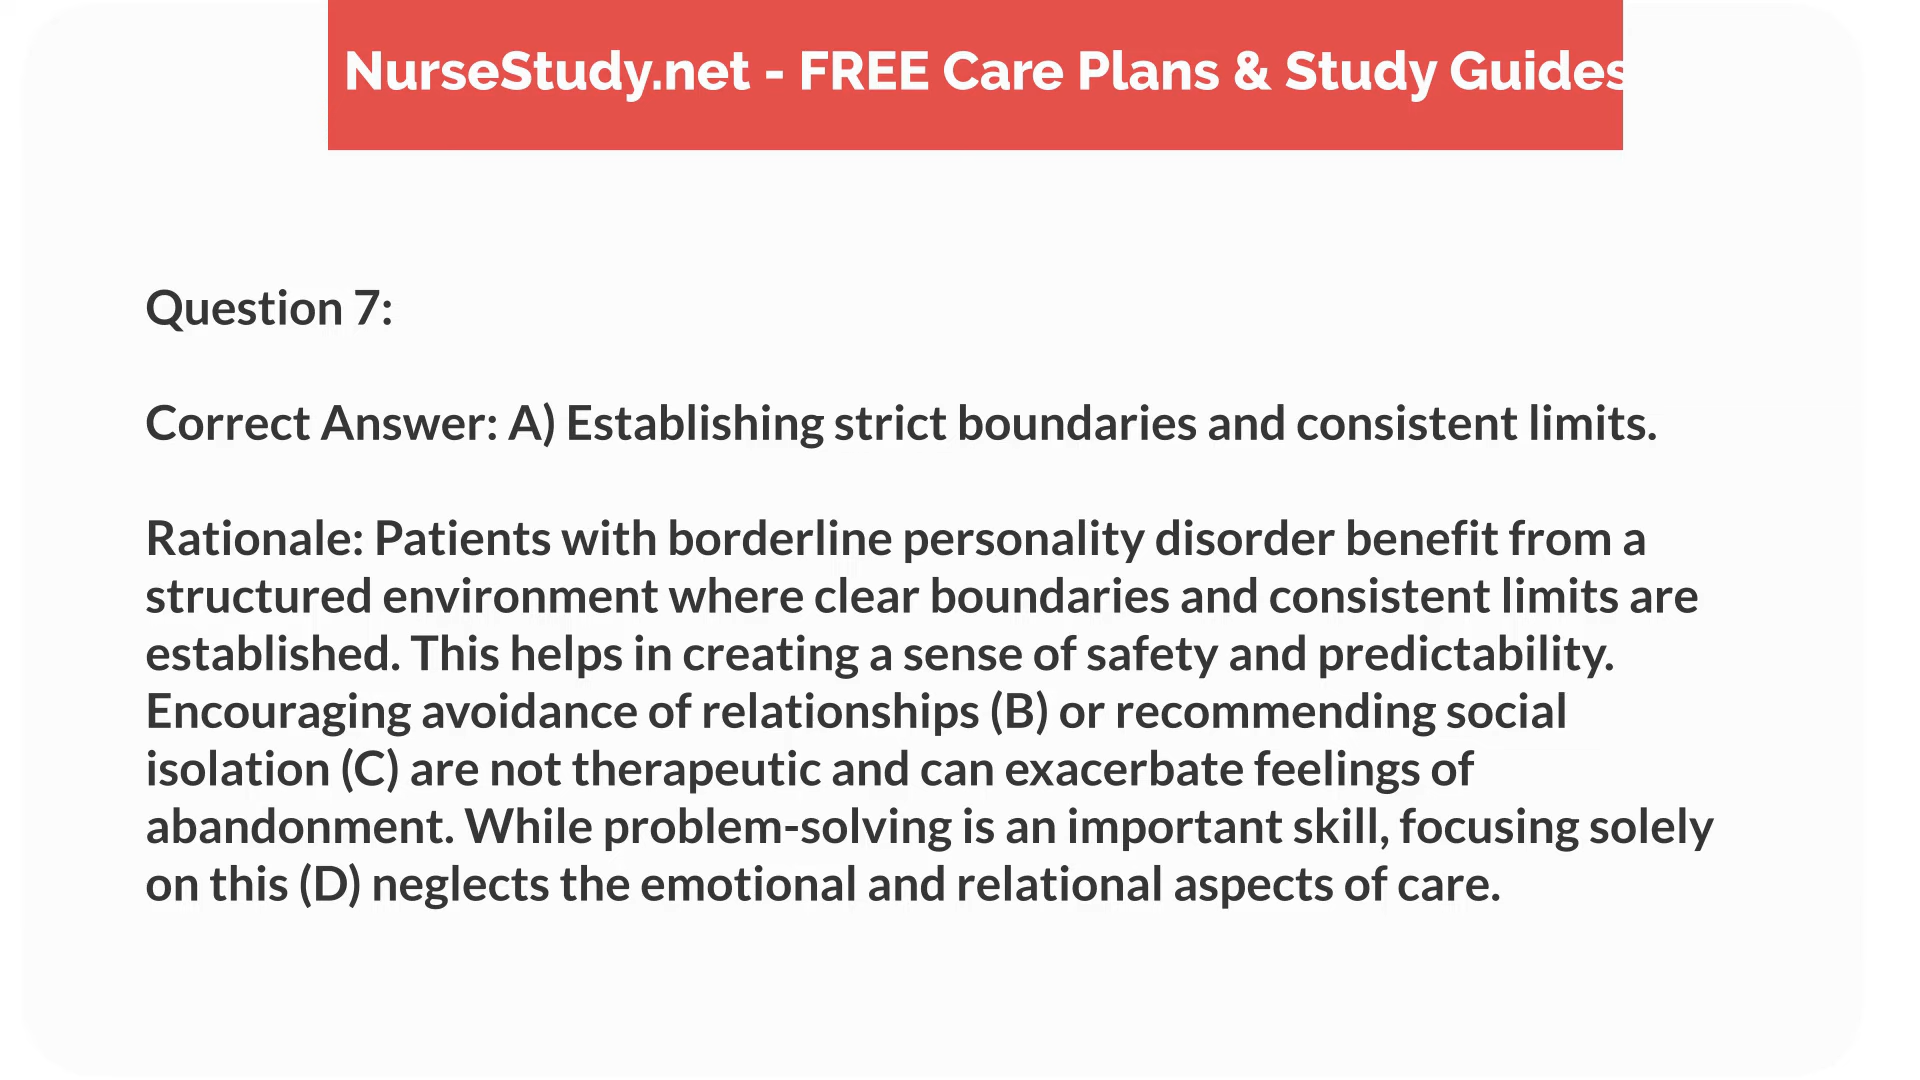 NurseStudy.net - FREE Care Plans & Study Guides
Question 7:
Correct Answer: A) Establishing strict boundaries and consistent limits.
Rationale: Patients with borderline personality disorder benefit from a
structured environment where clear boundaries and consistent limits are
established. This helps in creating a sense of safety and predictability.
Encouraging avoidance of relationships (B) or recommending social
isolation (C) are not therapeutic and can exacerbate feelings of
abandonment. While problem-solving is an important skill, focusing solely
on this (D) neglects the emotional and relational aspects of care.